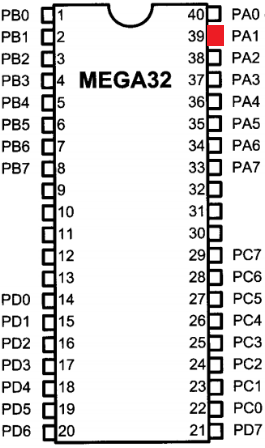 PB0 1 40 PA0
PB1 2 39 PA1
PB2 3 38 PA2
PB3 4 MEGA32 37 PA3
PB4 5 36 PA4
PB5 6 35 PA5
PB6 7 34 PA6
PB7 8 33 PA7
9 32
10 31
11 30
12 29 PC7
13 28 PC6
PD0 14 27 PC5
PD1 15 26 PC4
PD2 16 25 PC3
PD3 17 24 PC2
PD4 18 23 PC1
PD5 19 22 PC0
PD6 20 21 PD7